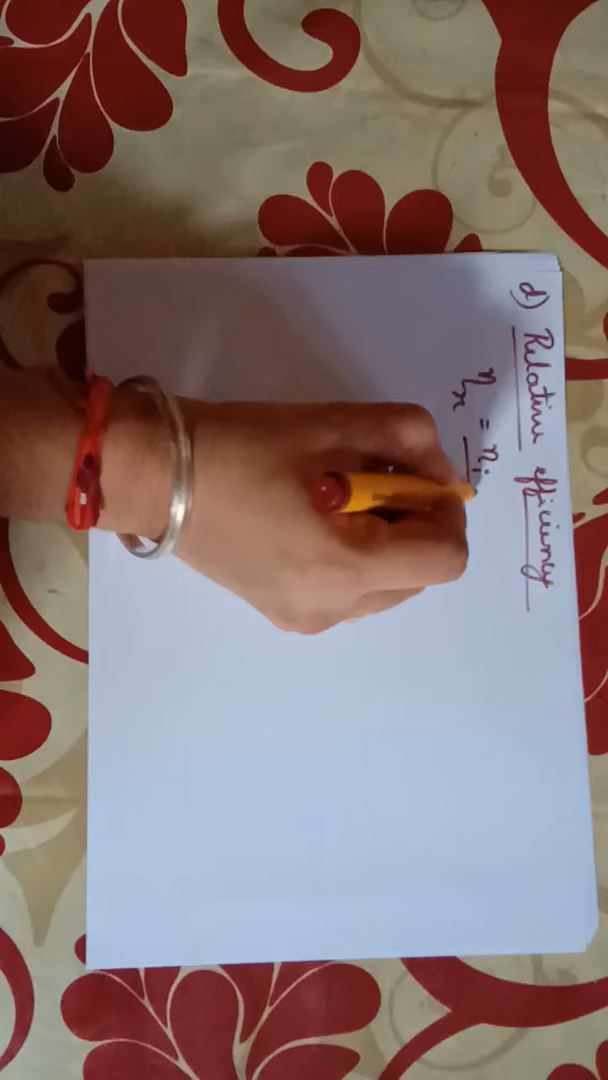 d) Relative efficiency
ηr = ηi